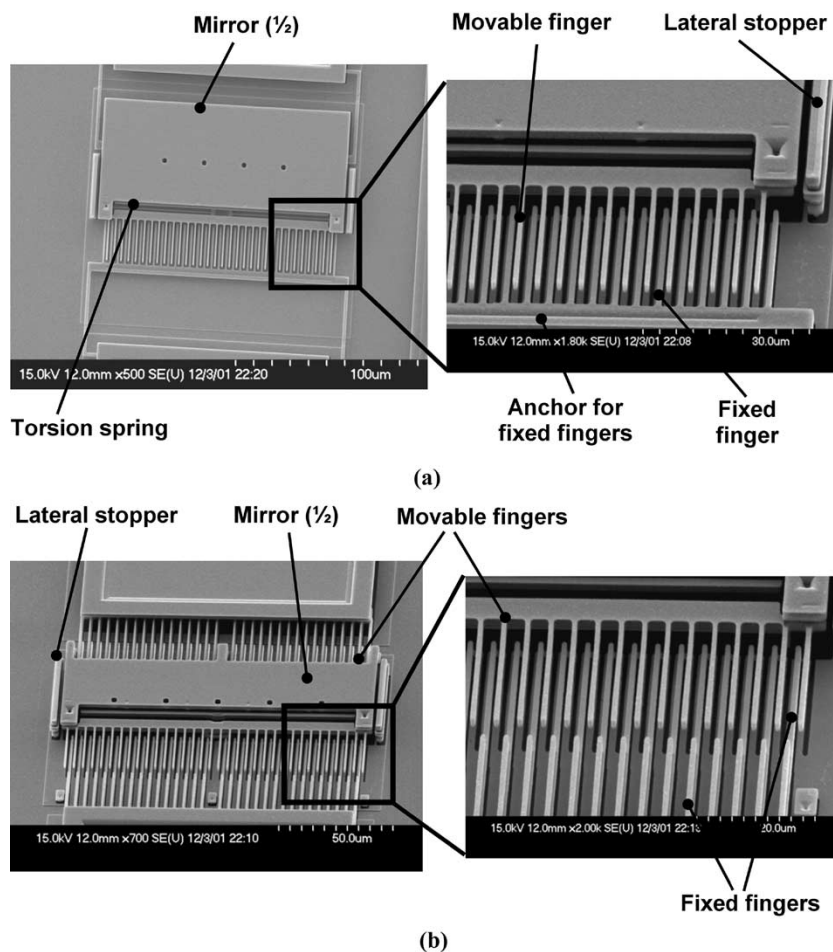 Mirror (½)
Movable finger
Lateral stopper
15.0kV 12.0mm x500 SE(U) 12/3/01 22:20
100um
15.0kV 12.0mm x1.80k SE(U) 12/3/01 22:08
30.0um
Torsion spring
Anchor for
fixed fingers
Fixed
finger
(a)
Lateral stopper
Mirror (½)
Movable fingers
15.0kV 12.0mm x700 SE(U) 12/3/01 22:10
50.0um
15.0kV 12.0mm x2.00k SE(U) 12/3/01
20.0um
Fixed fingers
(b)